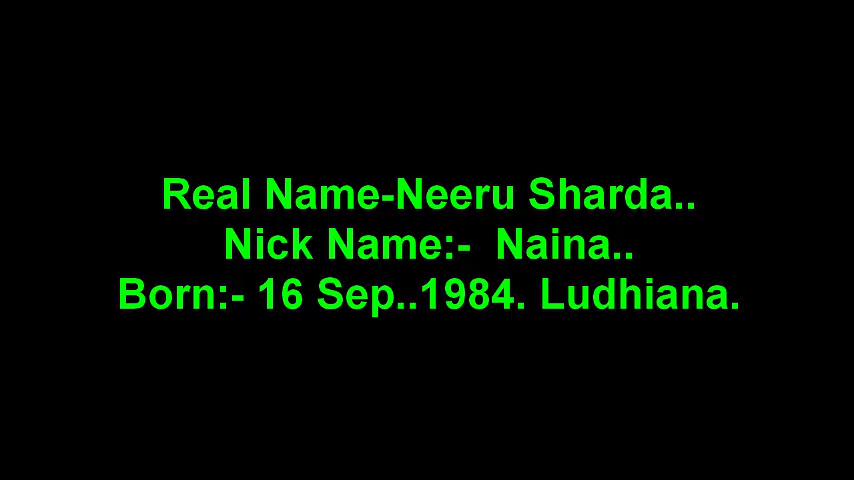 Real Name-Neeru Sharda..
Nick Name:-  Naina..
Born:- 16 Sep..1984. Ludhiana.